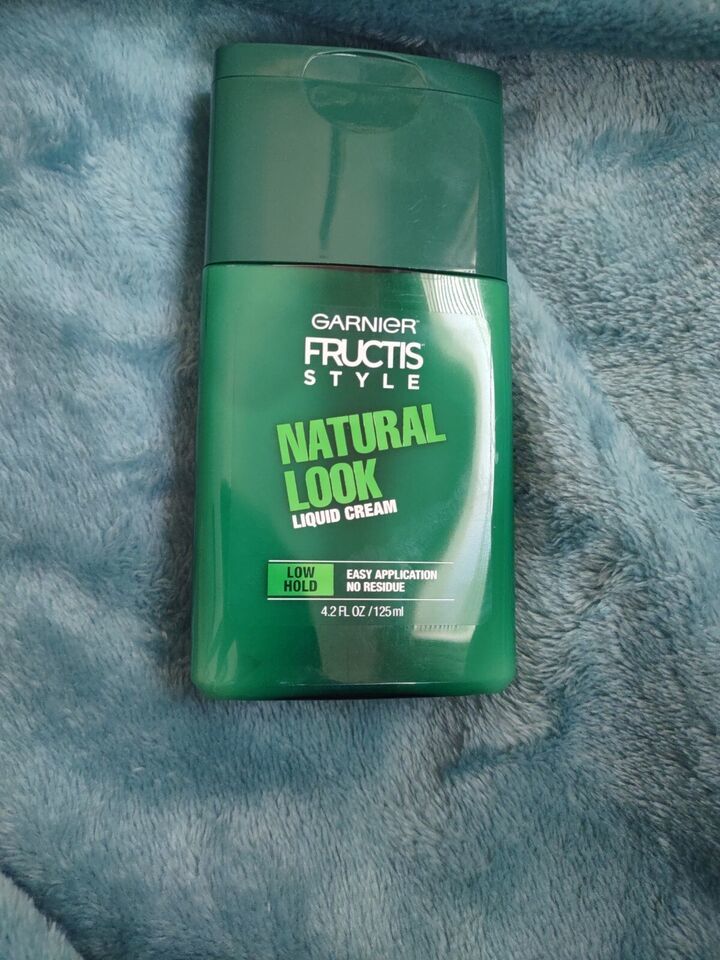 GARNIER
FRUCTIS
STYLE
NATURAL
LOOK
LIQUID CREAM
LOW
HOLD
EASY APPLICATION
NO RESIDUE
4.2 FL OZ / 125 ml